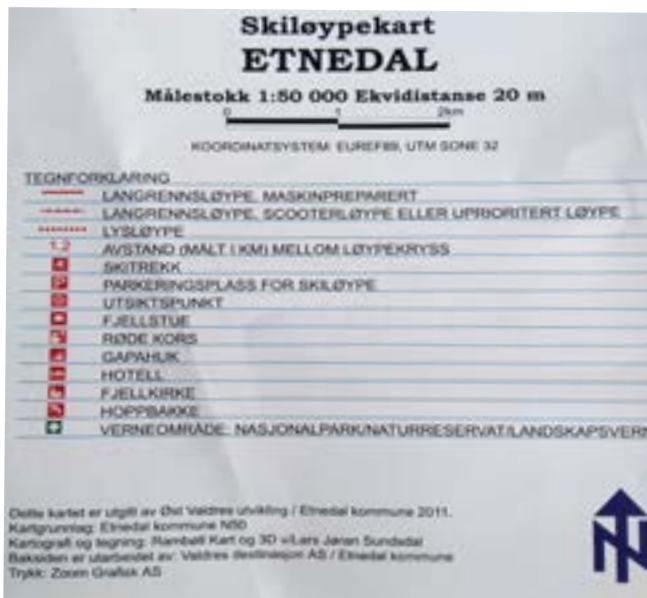 Skiløypekart
ETNEDAL
Målestokk 1:50 000 Ekvidistanse 20 m
0 1 2km
KOORDINATSYSTEM: EUREF89, UTM SONE 32
TEGNFORKLARING
LANGRENNSLØYPE, MASKINPREPARERT
LANGRENNSLØYPE, SCOOTERLØYPE ELLER UPRIORITERT LØYPE
LYSLØYPE
1,2 AVSTAND (MÅLT I KM) MELLOM LØYPEKRYSS
SKITREKK
P PARKERINGSPLASS FOR SKILØYPE
UTSIKTSPUNKT
FJELLSTUE
RØDE KORS
GAPAHUK
HOTELL
FJELLKIRKE
HOPPBAKKE
VERNEOMRÅDE: NASJONALPARK/NATURRESERVAT/LANDSKAPSVERN
Dette kartet er utgitt av Øst Valdres utvikling / Etnedal kommune 2011.
Kartgrunnlag: Etnedal kommune N50
Kartografi og tegning: Rambøll Kart og 3D v/Lars Jøran Sundsdal
Baksiden er utarbeidet av: Valdres destinasjon AS / Etnedal kommune
Trykk: Zoom Grafisk AS